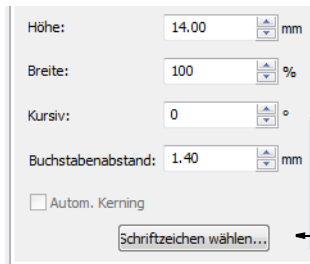 Höhe: 14.00 mm
Breite: 100 %
Kursiv: 0 °
Buchstabenabstand: 1.40 mm
Autom. Kerning
Schriftzeichen wählen...